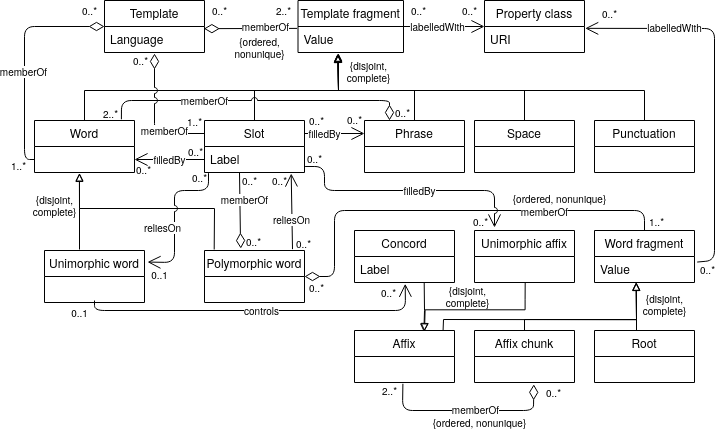 Template
Language
0..*
0..*
memberOf
{ordered,
nonunique}
2..*
Template fragment
Value
0..*
labelledWith
0..*
Property class
URI
0..*
labelledWith
memberOf
0..*
{disjoint,
complete}
memberOf
2..*
0..*
Word
memberOf
1..*
Slot
Label
0..*
filledBy
0..*
Phrase
Space
Punctuation
1..*
0..*
filledBy
0..*
0..*
0..*
memberOf
0..*
0..*
filledBy
{disjoint,
complete}
reliesOn
reliesOn
0..*
0..*
{ordered, nonunique}
memberOf
0..*
1..*
Unimorphic word
0..1
Polymorphic word
0..*
Concord
Label
Unimorphic affix
Word fragment
Value
0..*
0..1
controls
0..*
{disjoint,
complete}
{disjoint,
complete}
Affix
Affix chunk
Root
2..*
0..*
memberOf
{ordered, nonunique}